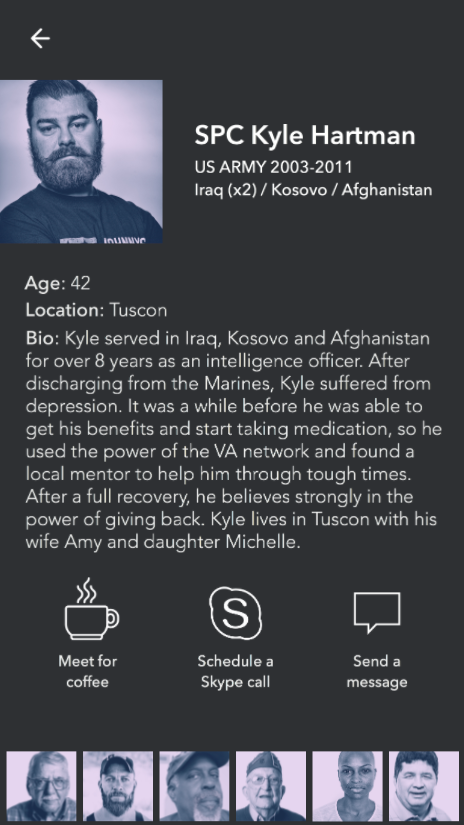 SPC Kyle Hartman
US ARMY 2003-2011
Iraq (x2) / Kosovo / Afghanistan
Age: 42
Location: Tuscon
Bio: Kyle served in Iraq, Kosovo and Afghanistan
for over 8 years as an intelligence officer. After
discharging from the Marines, Kyle suffered from
depression. It was a while before he was able to
get his benefits and start taking medication, so he
used the power of the VA network and found a
local mentor to help him through tough times.
After a full recovery, he believes strongly in the
power of giving back. Kyle lives in Tuscon with his
wife Amy and daughter Michelle.
Meet for
coffee
Schedule a
Skype call
Send a
message